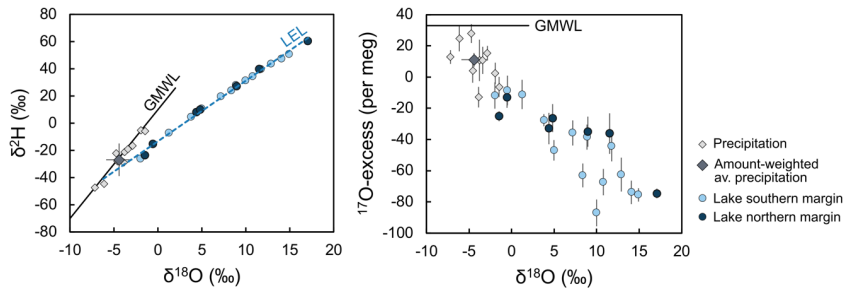 80
60
40
20
0
-20
-40
-60
-80
-10
-5
0
5
10
15
20
δ²H (‰)
δ¹⁸O (‰)
GMWL
LEL
40
20
0
-20
-40
-60
-80
-100
-10
-5
0
5
10
15
20
¹⁷O-excess (per meg)
δ¹⁸O (‰)
GMWL
Precipitation
Amount-weighted
av. precipitation
Lake southern margin
Lake northern margin